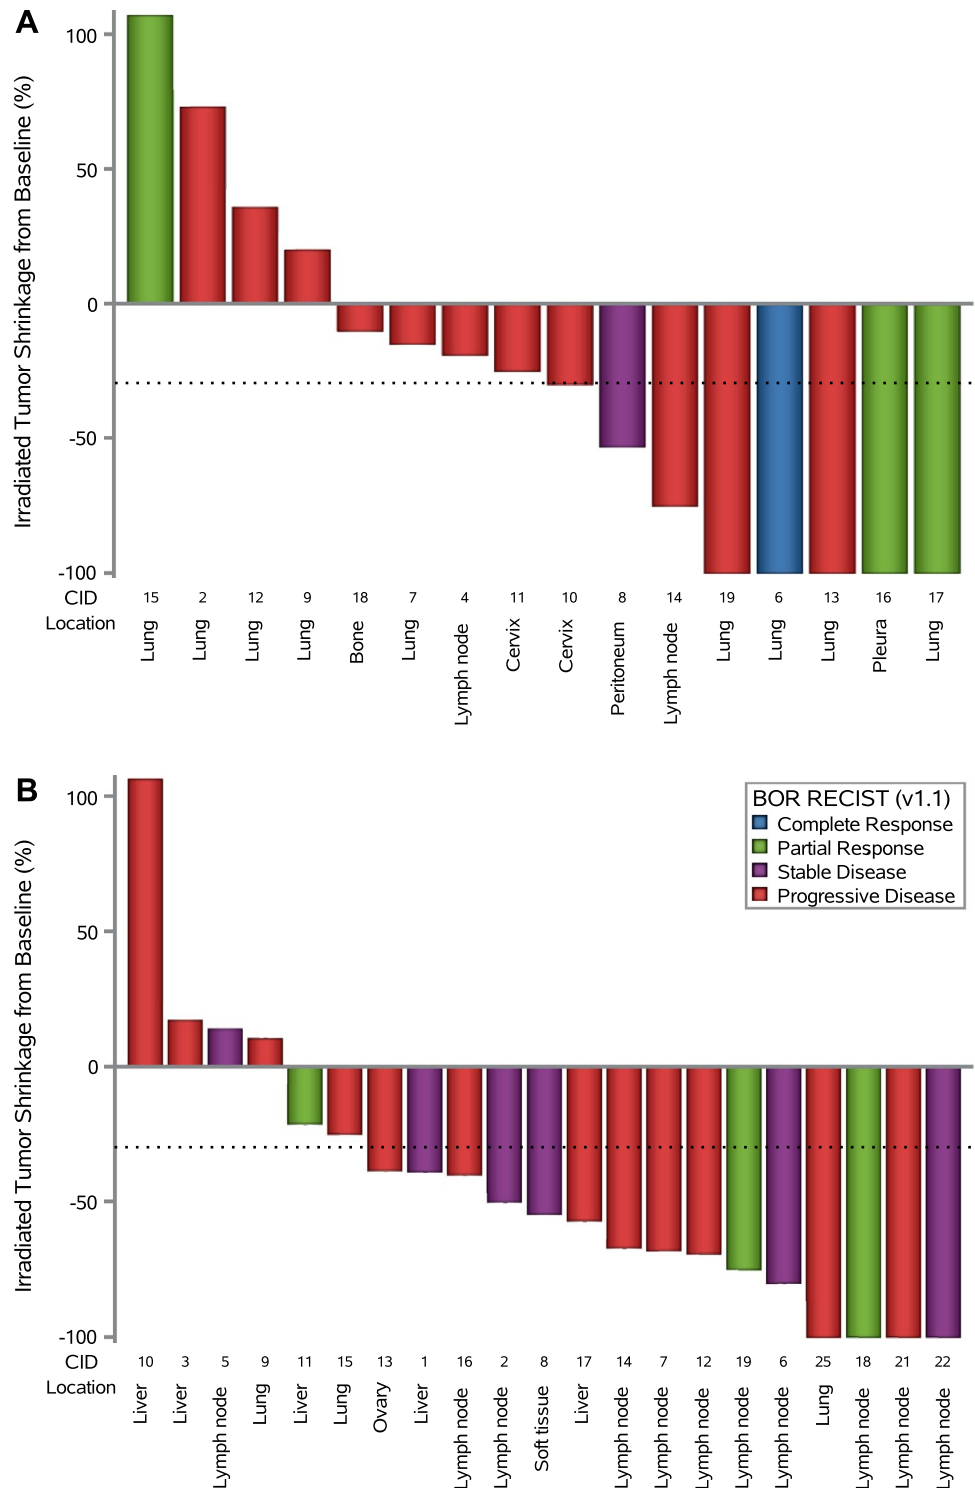 A
Irradiated Tumor Shrinkage from Baseline (%)
100
50
0
-50
-100
CID 15 2 12 9 18 7 4 11 10 8 14 19 6 13 16 17
Location Lung Lung Lung Lung Bone Lung Lymph node Cervix Cervix Peritoneum Lymph node Lung Lung Lung Pleura Lung
B
Irradiated Tumor Shrinkage from Baseline (%)
100
50
0
-50
-100
BOR RECIST (v1.1)
Complete Response
Partial Response
Stable Disease
Progressive Disease
CID 10 3 5 9 11 15 13 1 16 2 8 17 14 7 12 19 6 25 18 21 22
Location Liver Liver Lymph node Lung Liver Lung Ovary Liver Lymph node Lymph node Soft tissue Liver Lymph node Lymph node Lymph node Lymph node Lymph node Lung Lymph node Lymph node Lymph node